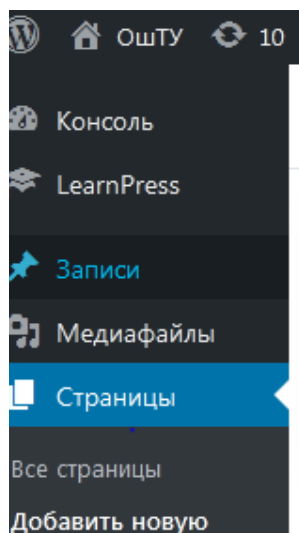 ОшТУ 10
Консоль
LearnPress
Записи
Медиафайлы
Страницы
Все страницы
Добавить новую